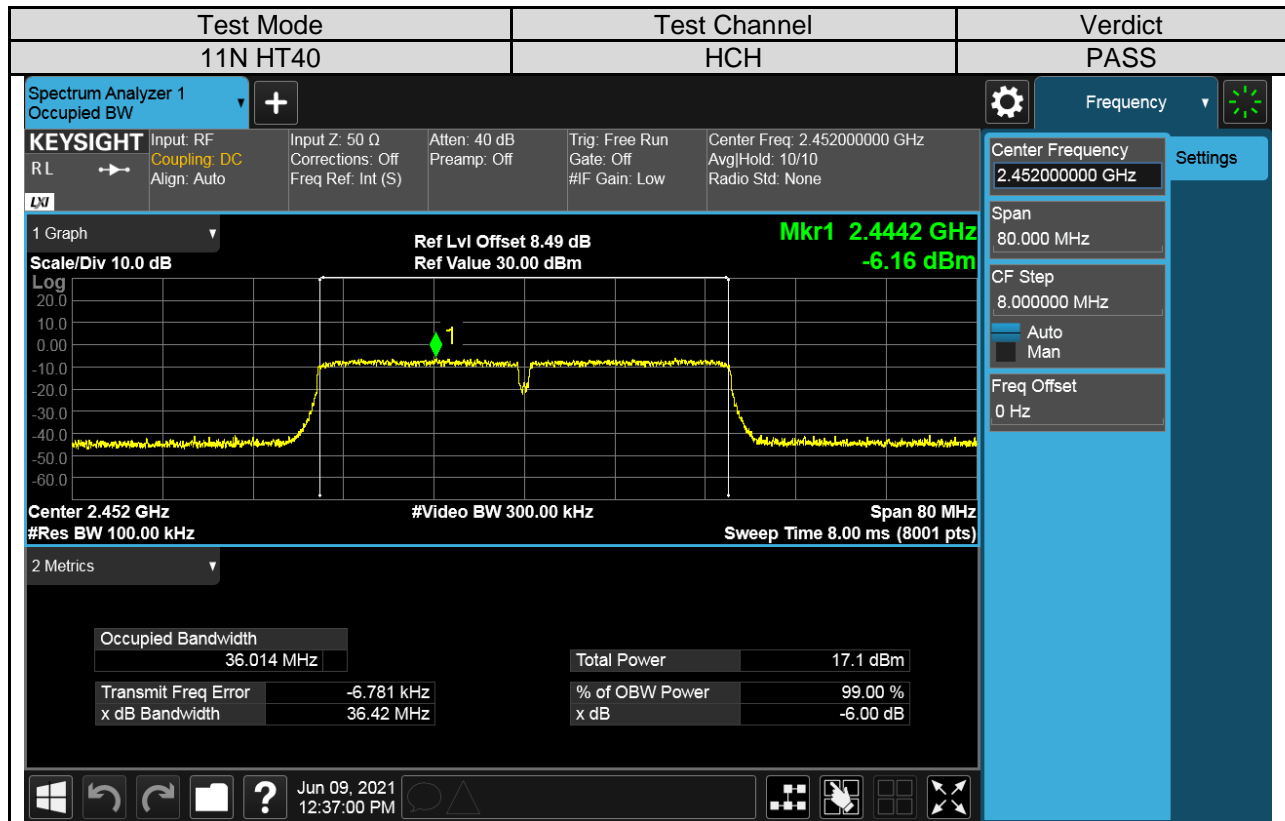 Test Mode Test Channel Verdict
11N HT40 HCH PASS
Spectrum Analyzer 1
Occupied BW
+
Frequency
KEYSIGHT Input: RF Input Z: 50 Ω Atten: 40 dB Trig: Free Run Center Freq: 2.452000000 GHz
RL Coupling: DC Corrections: Off Preamp: Off Gate: Off Avg|Hold: 10/10
Align: Auto Freq Ref: Int (S) #IF Gain: Low Radio Std: None
LXI
Center Frequency
2.452000000 GHz
Settings
Span
80.000 MHz
CF Step
8.000000 MHz
Auto
Man
Freq Offset
0 Hz
1 Graph Ref Lvl Offset 8.49 dB Mkr1 2.4442 GHz
Scale/Div 10.0 dB Ref Value 30.00 dBm -6.16 dBm
Log
20.0
10.0
0.00
-10.0
-20.0
-30.0
-40.0
-50.0
-60.0
1
Center 2.452 GHz #Video BW 300.00 kHz Span 80 MHz
#Res BW 100.00 kHz Sweep Time 8.00 ms (8001 pts)
2 Metrics
Occupied Bandwidth
36.014 MHz Total Power 17.1 dBm
Transmit Freq Error -6.781 kHz % of OBW Power 99.00 %
x dB Bandwidth 36.42 MHz x dB -6.00 dB
? Jun 09, 2021
12:37:00 PM